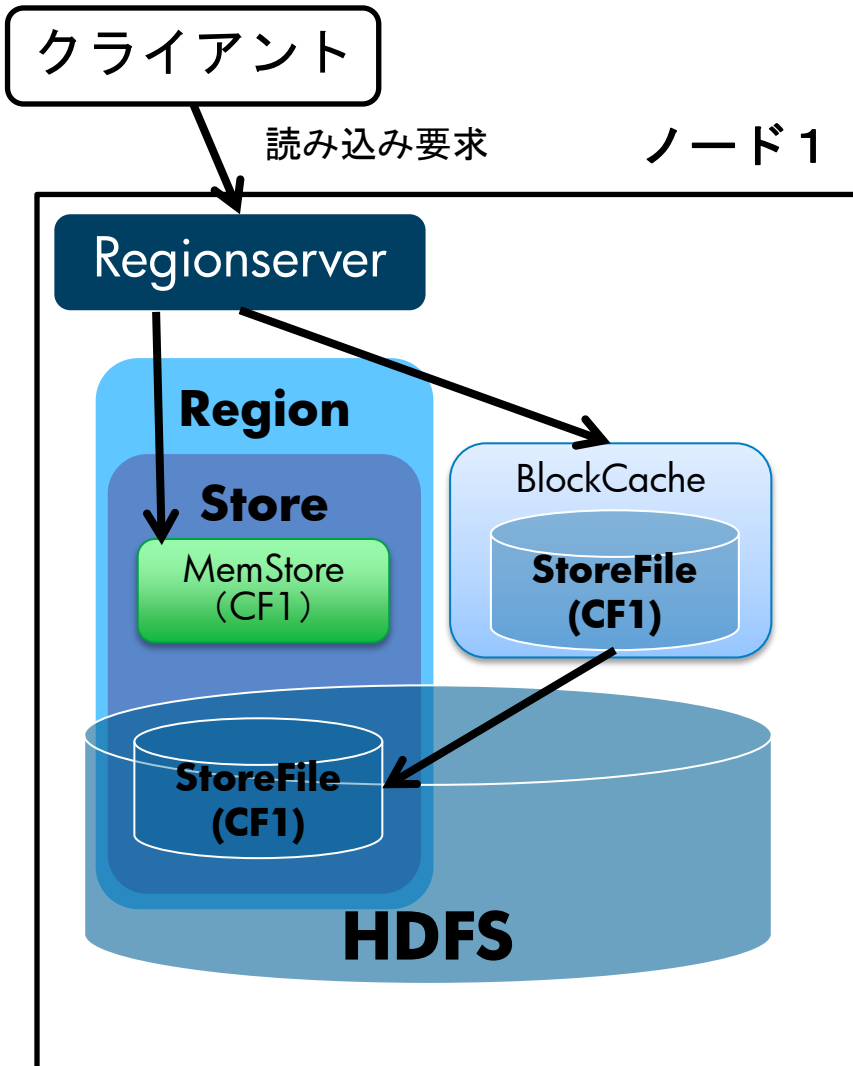 クライアント
読み込み要求
ノード１
Regionserver
Region
Store
MemStore
（CF1）
BlockCache
StoreFile
(CF1)
StoreFile
(CF1)
HDFS